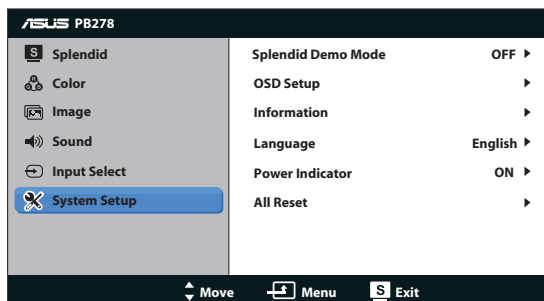 ASUS PB278
S Splendid
Color
Image
Sound
Input Select
System Setup
Splendid Demo Mode OFF
OSD Setup
Information
Language English
Power Indicator ON
All Reset
Move Menu S Exit